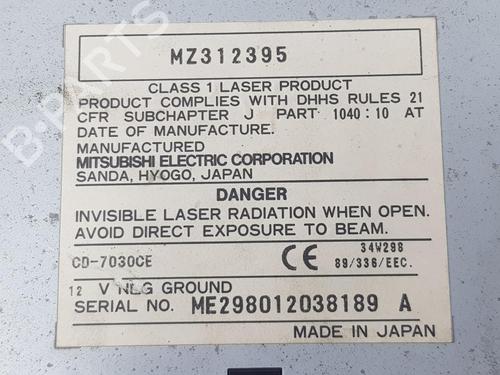 B-PARTS
MZ312395
CLASS 1 LASER PRODUCT
PRODUCT COMPLIES WITH DHHS RULES 21
CFR SUBCHAPTER J PART 1040:10 AT
DATE OF MANUFACTURE.
MANUFACTURED
MITSUBISHI ELECTRIC CORPORATION
SANDA, HYOGO, JAPAN
DANGER
INVISIBLE LASER RADIATION WHEN OPEN.
AVOID DIRECT EXPOSURE TO BEAM.
CD-7030CE CE 34W298
89/336/EEC.
12 V NEG GROUND
SERIAL NO. ME298012038189 A
MADE IN JAPAN